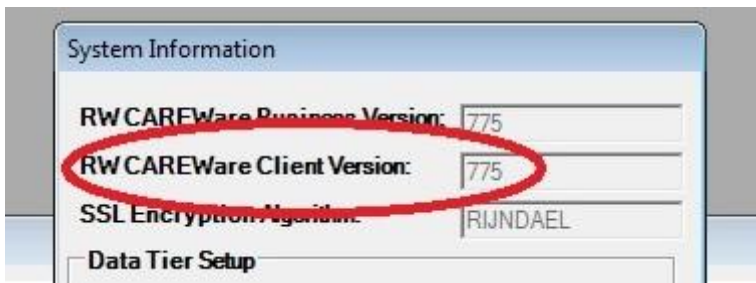 System Information
RW CAREWare Business Version: 775
RW CAREWare Client Version: 775
SSL Encryption Algorithm: RIJNDAEL
Data Tier Setup